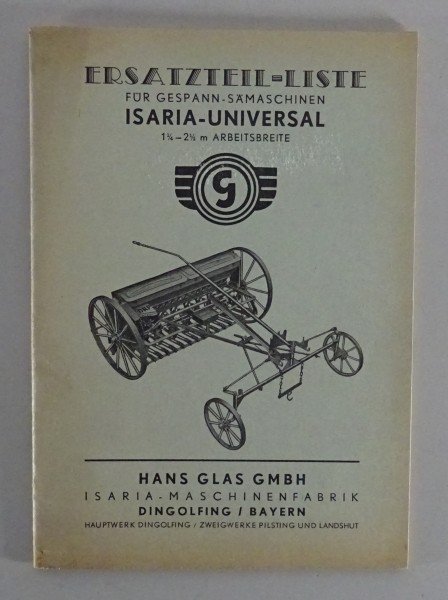 ERSATZTEIL=LISTE
FÜR GESPANN-SÄMASCHINEN
ISARIA-UNIVERSAL
1¼–2½ m ARBEITSBREITE
G
HANS GLAS GMBH
ISARIA-MASCHINENFABRIK
DINGOLFING / BAYERN
HAUPTWERK DINGOLFING / ZWEIGWERKE PILSTING UND LANDSHUT